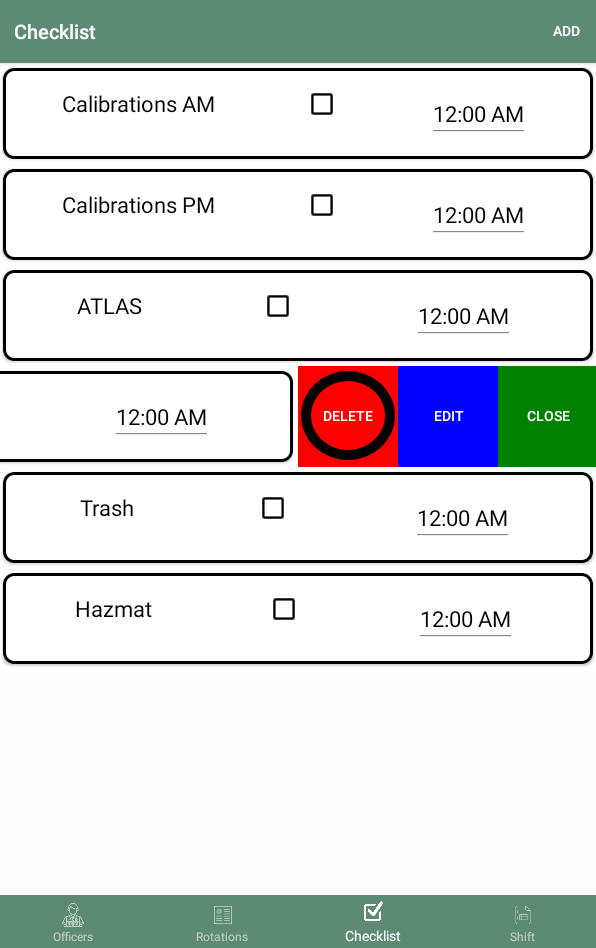 Checklist ADD
Calibrations AM 12:00 AM
Calibrations PM 12:00 AM
ATLAS 12:00 AM
12:00 AM DELETE EDIT CLOSE
Trash 12:00 AM
Hazmat 12:00 AM
Officers Rotations Checklist Shift